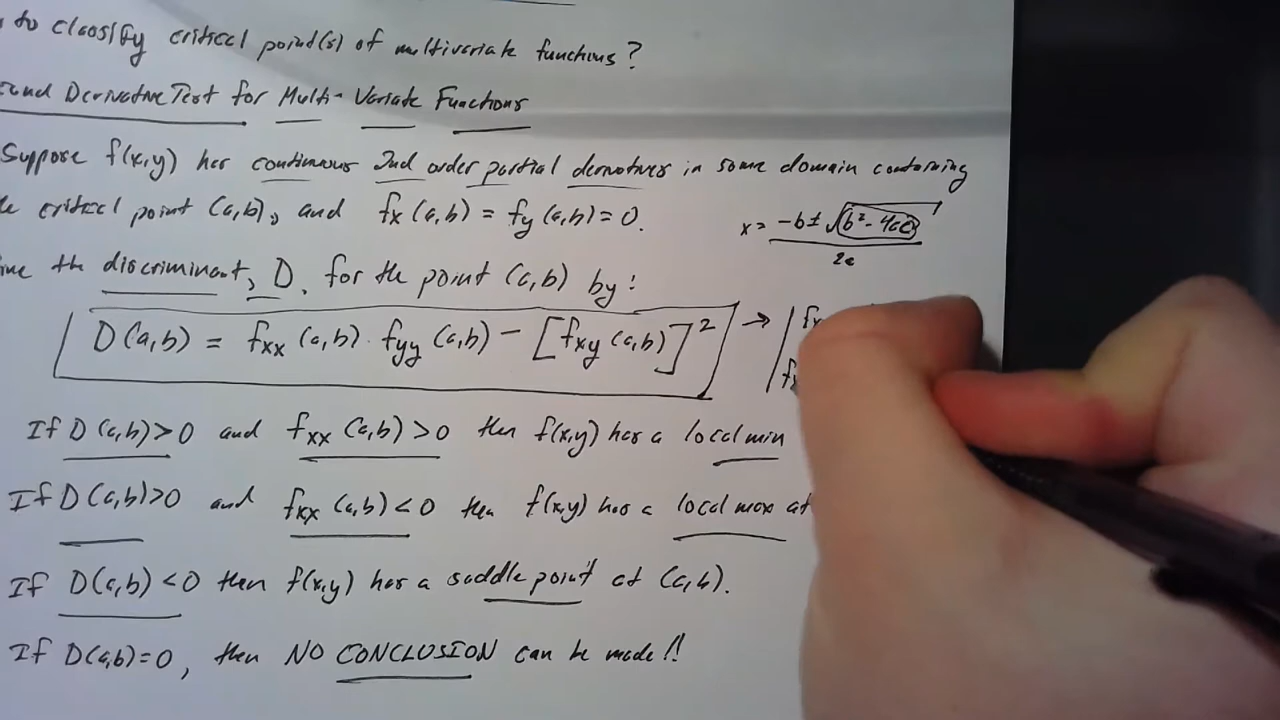 to classify critical point(s) of multivariate functions?
Second Derivative Test for Multi-Variate Functions
Suppose f(x,y) has continuous 2nd order partial derivatives in some domain containing
critical point (a,b), and fx(a,b) = fy(a,b) = 0.
x = -b ± √(b² - 4ac) / 2a
the discriminant, D, for the point (a,b) by:
D(a,b) = fxx(a,b) · fyy(a,b) - [fxy(a,b)]² →
If D(a,b) > 0 and fxx(a,b) > 0 then f(x,y) has a local min
If D(a,b) > 0 and fxx(a,b) < 0 then f(x,y) has a local max at
If D(a,b) < 0 then f(x,y) has a saddle point at (a,b).
If D(a,b) = 0, then NO CONCLUSION can be made!!